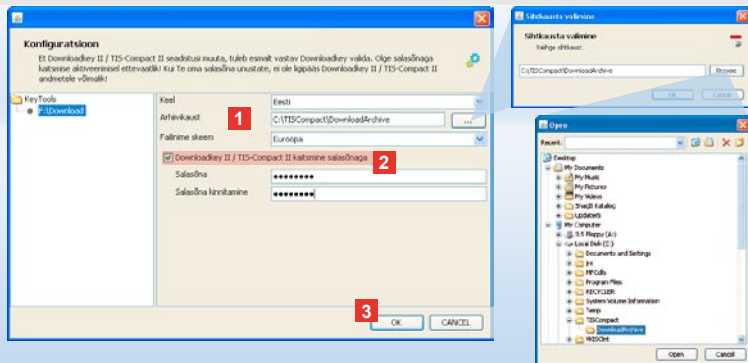 Konfiguratsioon
Et Downloadkey II / TIS-Compact II seadistusi muuta, tuleb esmalt vastav Downloadkey valida. Olge salasõnaga
kaitsmise aktiveerimisel ettevaatlik! Kui Te oma salasõna unustate, ei ole ligipääs Downloadkey II / TIS-Compact II
andmetele võimalik!
KeyTools
F:\Download
Keel
Eesti
Arhiivikaust
1
C:\TISCompact\DownloadArchive
...
Failinime skeem
Euroopa
Downloadkey II / TIS-Compact II kaitsmine salasõnaga
2
Salasõna
Salasõna kinnitamine
3
OK
CANCEL
Sihtkausta valimine
Sihtkausta valimine
Valige sihtkaust.
C:\TISCompact\DownloadArchive
Browse
OK
Cancel
Open
Recent:
Desktop
My Documents
My Music
My Pictures
My Videos
SnagIt Katalog
Updater5
My Computer
3.5 Floppy (A:)
Local Disk (C:)
Documents and Settings
Program Files
RECYCLER
System Volume Information
Temp
TISCompact
DownloadArchive
Open
Cancel